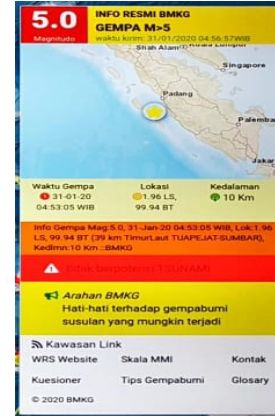 5.0
Magnitudo
INFO RESMI BMKG
GEMPA M>5
waktu kirim: 31/01/2020 04:56:57WIB
Shah Alam
Kuala Lumpur
Singapore
Padang
Palemba
Jakar
Waktu Gempa
31-01-20
04:53:05 WIB
Lokasi
1.96 LS,
99.94 BT
Kedalaman
10 Km
Info Gempa Mag:5.0, 31-Jan-20 04:53:05 WIB, Lok:1.96
LS, 99.94 BT (39 km TimurLaut TUAPEJAT-SUMBAR),
Kedlmn:10 Km ::BMKG
tidak berpotensi TSUNAMI
Arahan BMKG
Hati-hati terhadap gempabumi
susulan yang mungkin terjadi
Kawasan Link
WRS Website Skala MMI Kontak
Kuesioner Tips Gempabumi Glosary
© 2020 BMKG